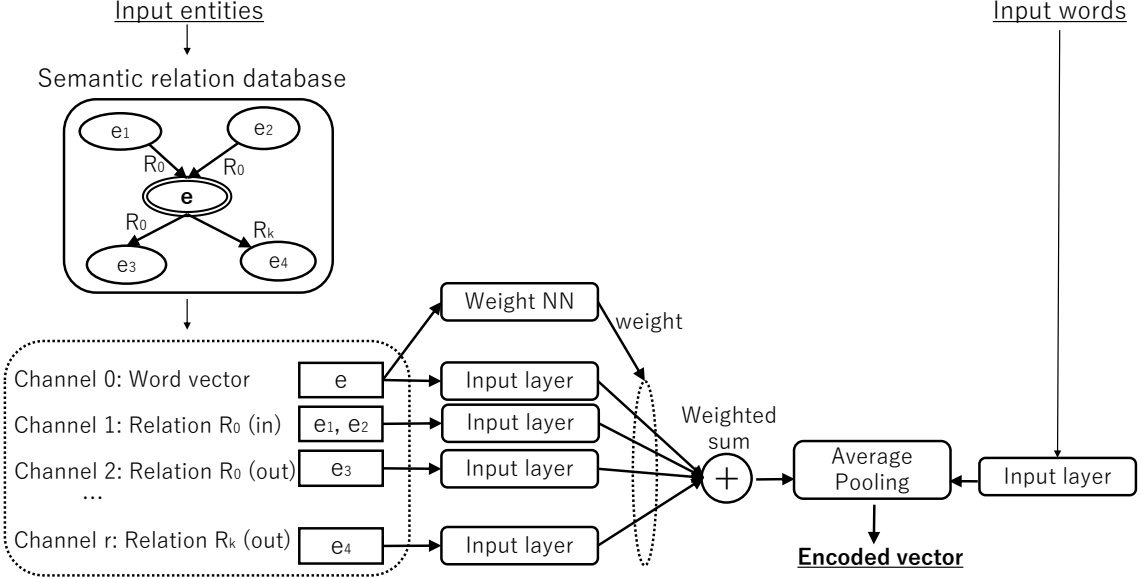 Input entities
Input words
Semantic relation database
e1
e2
R0
R0
e
R0
Rk
e3
e4
Weight NN
weight
Channel 0: Word vector
e
Input layer
Channel 1: Relation R0 (in)
e1, e2
Input layer
Channel 2: Relation R0 (out)
e3
Input layer
...
Channel r: Relation Rk (out)
e4
Input layer
Weighted
sum
+
Average
Pooling
Input layer
Encoded vector